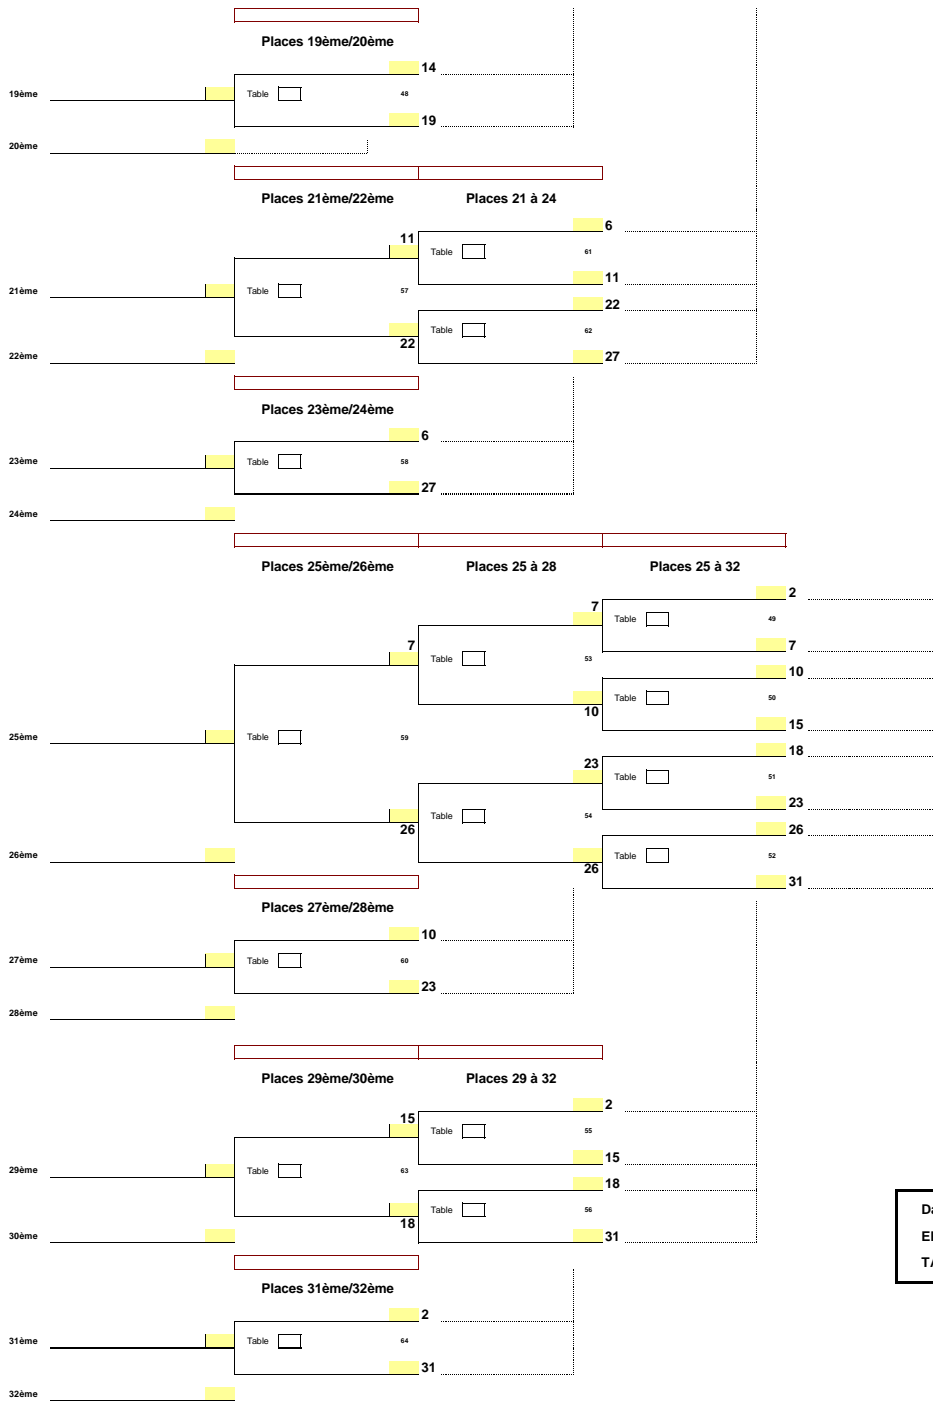 Places 19ème/20ème
14
19ème Table 48
19
20ème
Places 21ème/22ème Places 21 à 24
6
11
Table 61
11
21ème Table 57
22
Table 62
22
22ème 27
Places 23ème/24ème
6
23ème Table 58
27
24ème
Places 25ème/26ème Places 25 à 28 Places 25 à 32
2
7
Table 49
7 7
Table 53
10
Table 50
10
15
25ème Table 59
18
23
Table 51
23
Table 54
26 26
26ème Table 52
26
31
Places 27ème/28ème
10
27ème Table 60
23
28ème
Places 29ème/30ème Places 29 à 32
2
15
Table 55
15
29ème Table 63
18
Table 56
18
30ème 31
Places 31ème/32ème
2
31ème Table 64
31
32ème